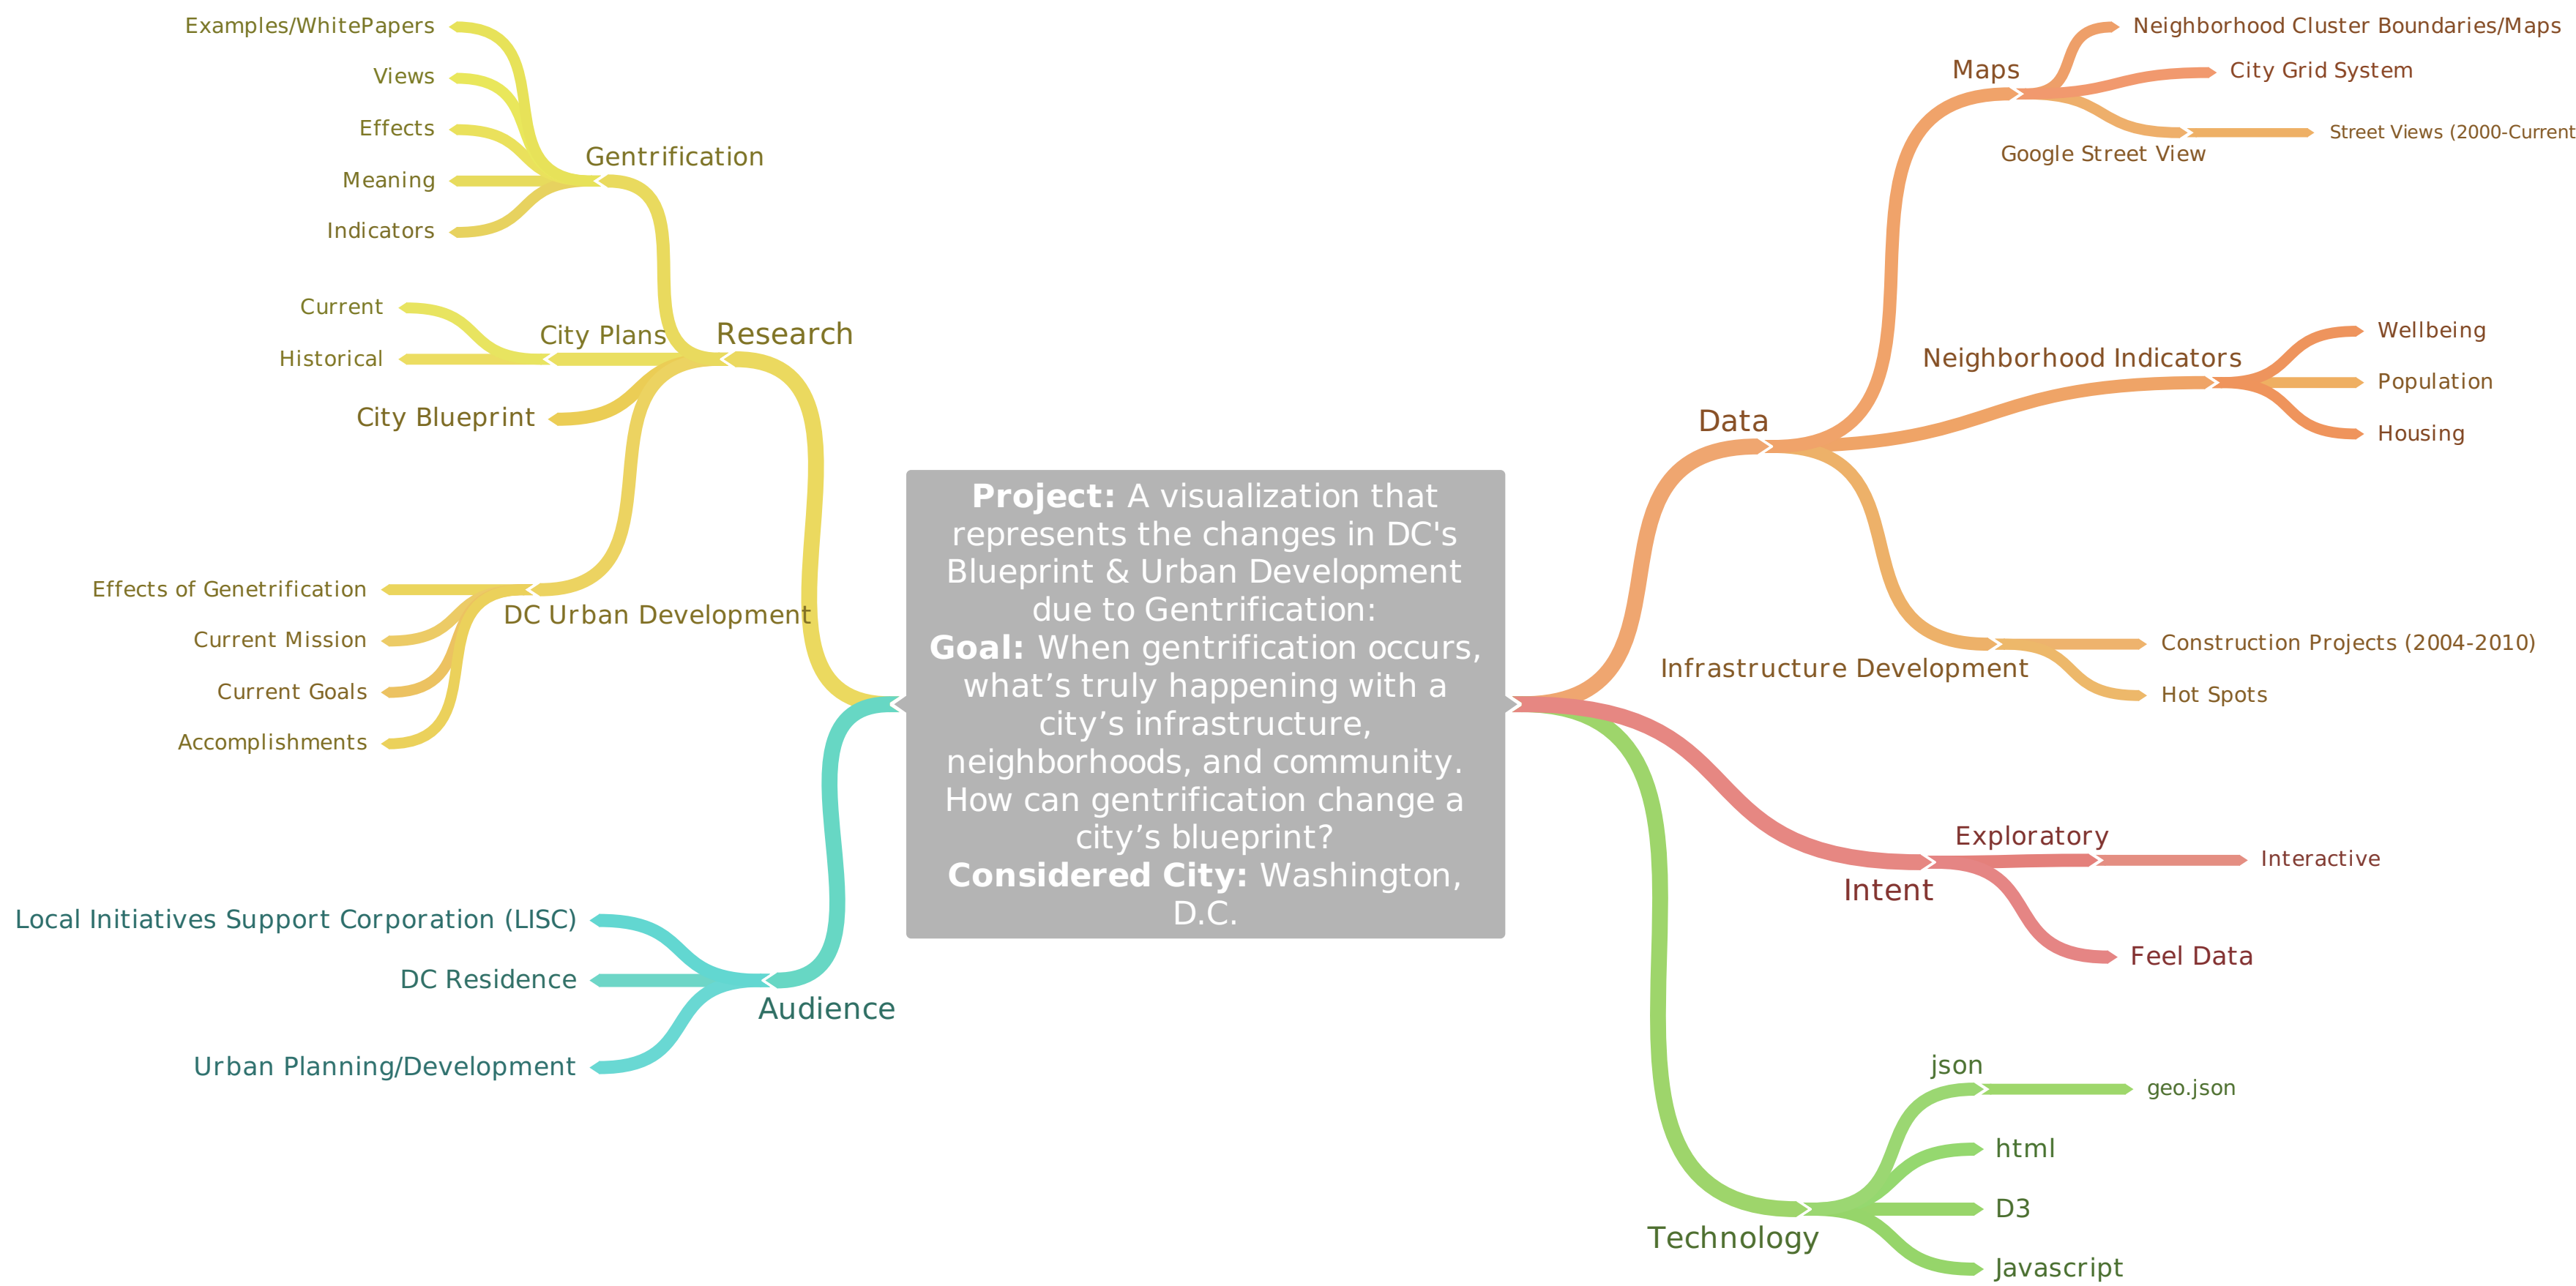 Examples/WhitePapers
Views
Effects
Meaning
Indicators
Gentrification
Current
Historical
City Plans
Research
City Blueprint
Effects of Genetrification
Current Mission
Current Goals
Accomplishments
DC Urban Development
Local Initiatives Support Corporation (LISC)
DC Residence
Urban Planning/Development
Audience
Project: A visualization that
represents the changes in DC's
Blueprint & Urban Development
due to Gentrification:
Goal: When gentrification occurs,
what’s truly happening with a
city’s infrastructure,
neighborhoods, and community.
How can gentrification change a
city’s blueprint?
Considered City: Washington,
D.C.
Neighborhood Cluster Boundaries/Maps
Maps
City Grid System
Street Views (2000-Current
Google Street View
Wellbeing
Neighborhood Indicators
Population
Data
Housing
Construction Projects (2004-2010)
Infrastructure Development
Hot Spots
Exploratory
Interactive
Intent
Feel Data
json
geo.json
html
D3
Technology
Javascript